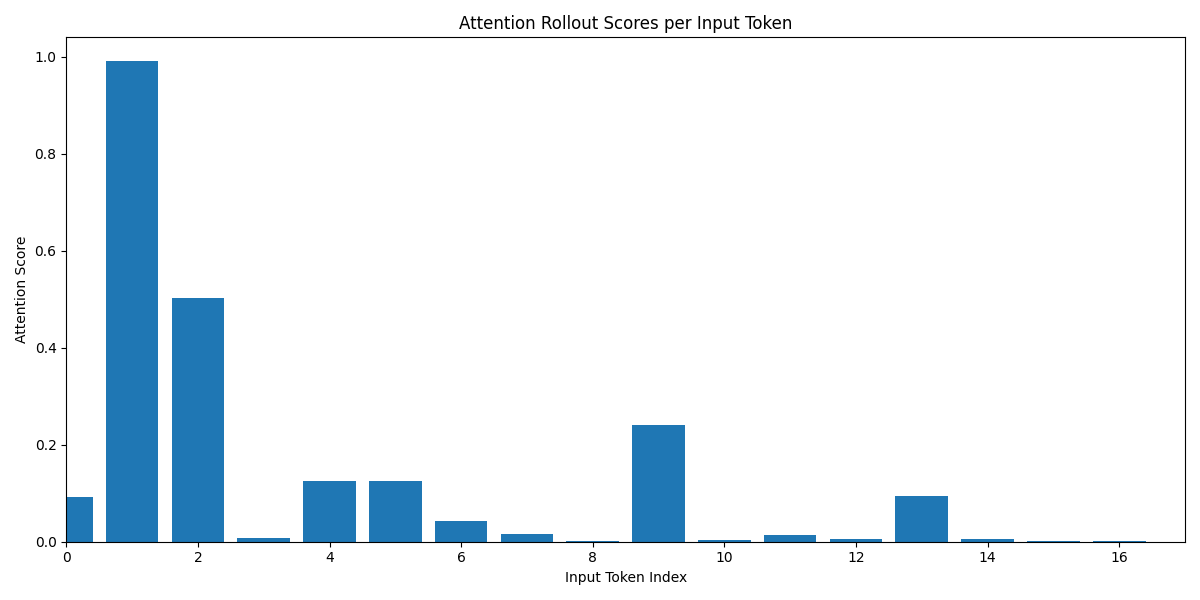 Attention Rollout Scores per Input Token
1.0
0.8
0.6
0.4
0.2
0.0
Attention Score
0 2 4 6 8 10 12 14 16
Input Token Index